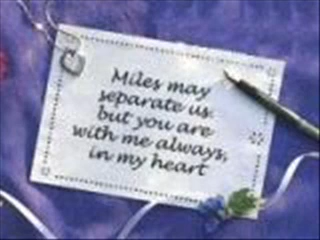 Miles may
separate us.
but you are
with me always,
in my heart